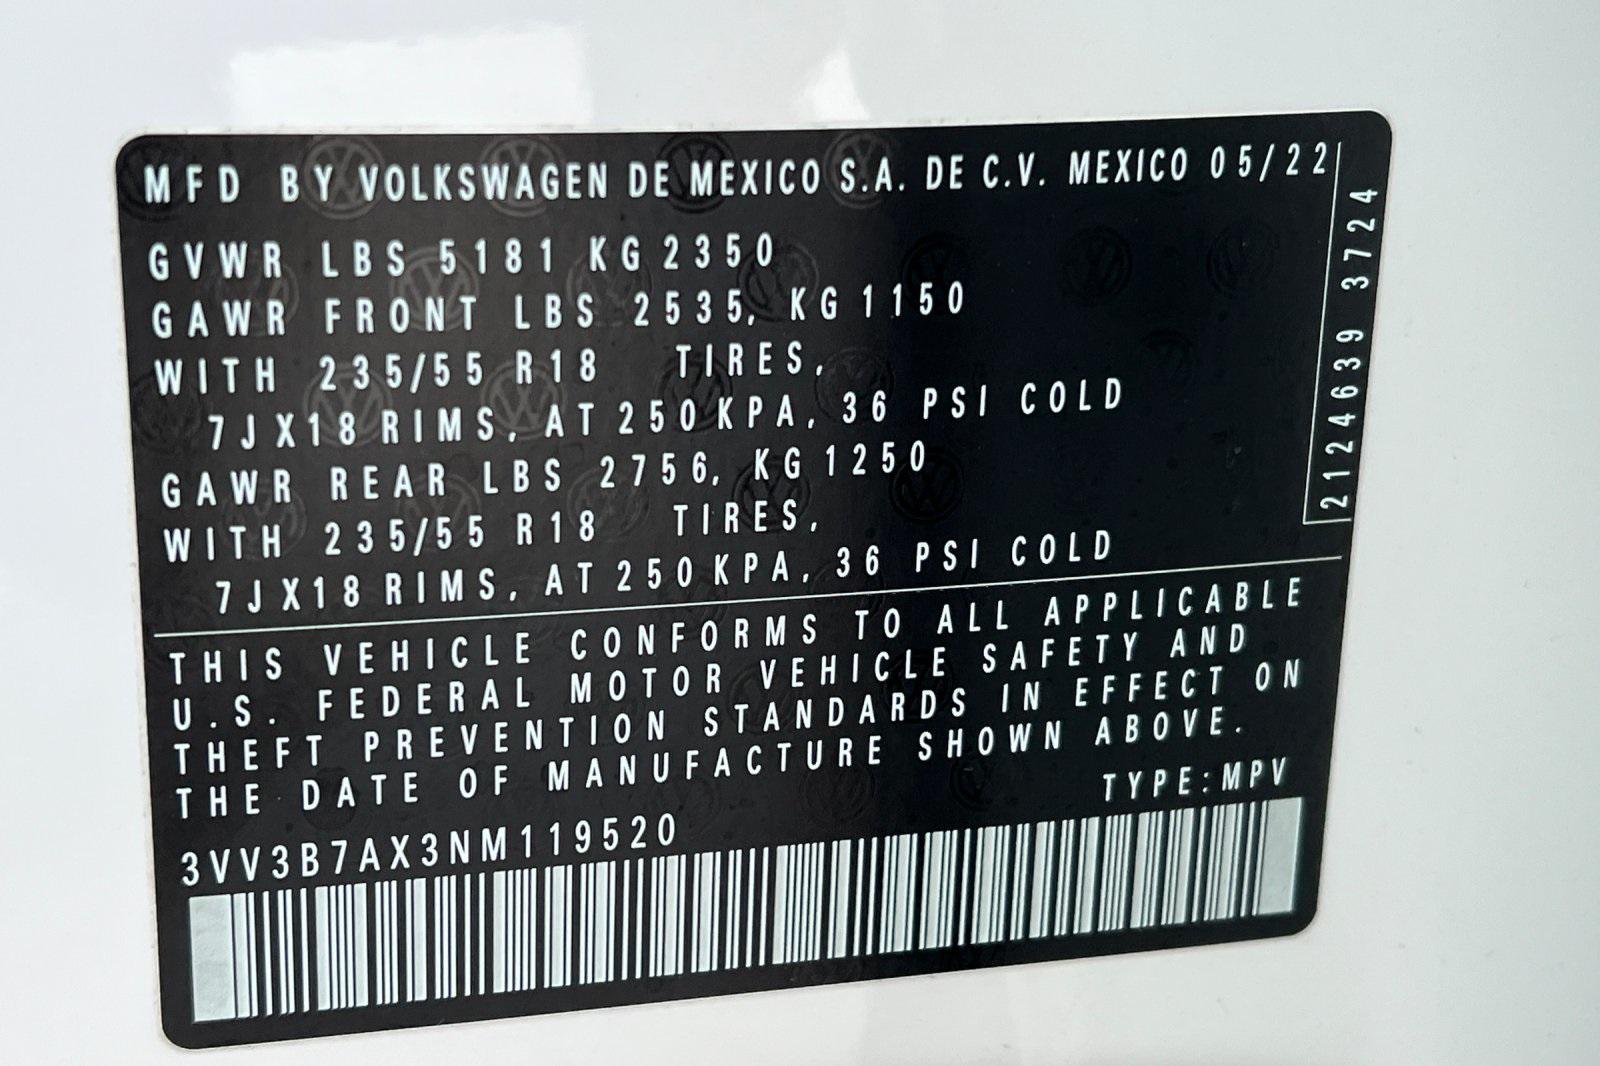 MFD BY VOLKSWAGEN DE MEXICO S.A. DE C.V. MEXICO 05/22
GVWR LBS 5181 KG 2350
GAWR FRONT LBS 2535, KG 1150
WITH 235/55 R18 TIRES,
7JX18 RIMS, AT 250 KPA, 36 PSI COLD
GAWR REAR LBS 2756, KG 1250
WITH 235/55 R18 TIRES,
7JX18 RIMS, AT 250 KPA, 36 PSI COLD
2124639 3724
THIS VEHICLE CONFORMS TO ALL APPLICABLE
U.S. FEDERAL MOTOR VEHICLE SAFETY AND
THEFT PREVENTION STANDARDS IN EFFECT ON
THE DATE OF MANUFACTURE SHOWN ABOVE.
TYPE: MPV
3VV3B7AX3NM119520